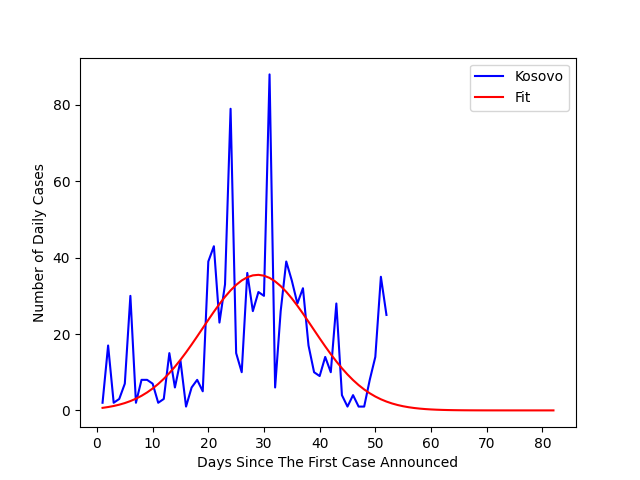 Kosovo
Fit
80
60
40
20
0
Number of Daily Cases
0 10 20 30 40 50 60 70 80
Days Since The First Case Announced